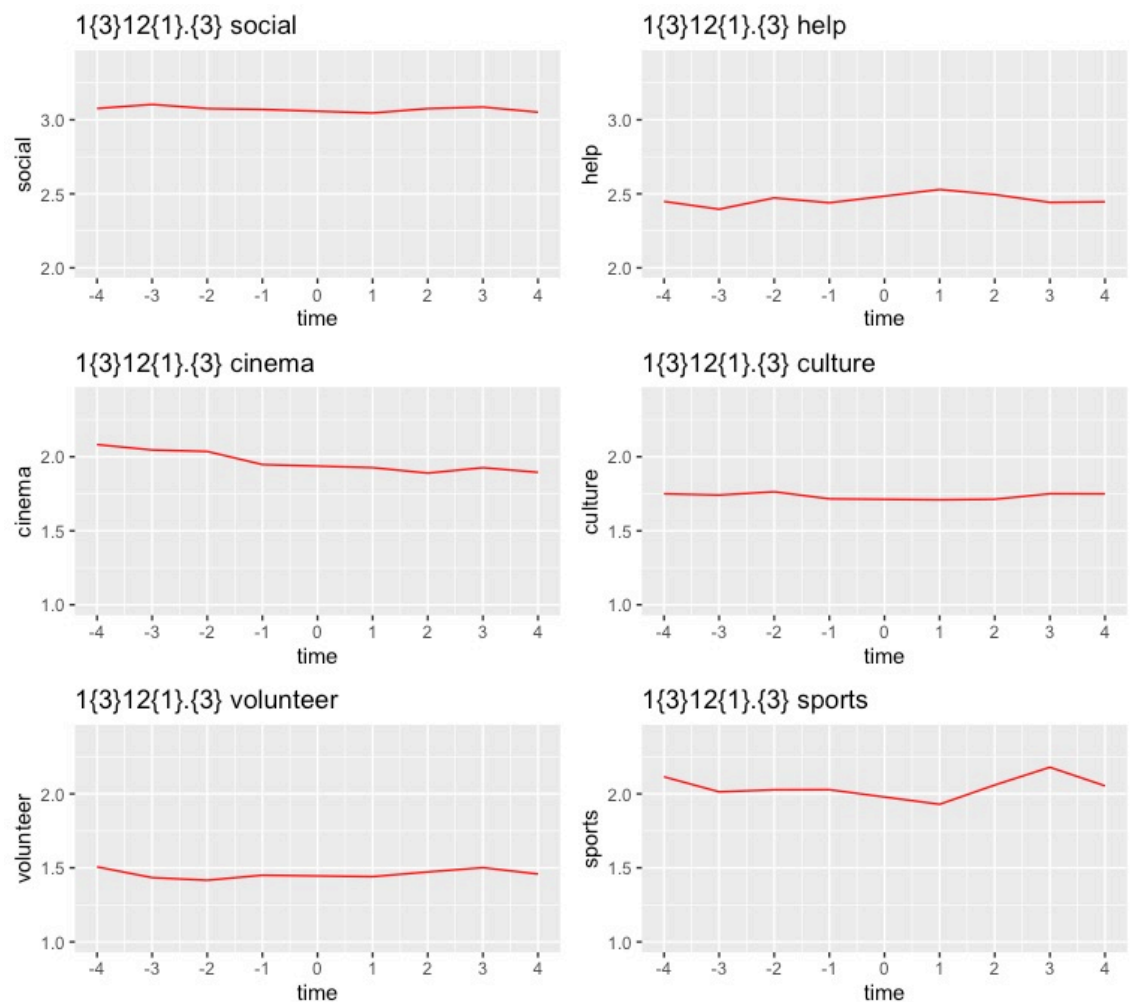 1{3}12{1}.{3} social
3.0
2.5
2.0
social
-4 -3 -2 -1 0 1 2 3 4
time
1{3}12{1}.{3} help
3.0
2.5
2.0
help
-4 -3 -2 -1 0 1 2 3 4
time
1{3}12{1}.{3} cinema
2.0
1.5
1.0
cinema
-4 -3 -2 -1 0 1 2 3 4
time
1{3}12{1}.{3} culture
2.0
1.5
1.0
culture
-4 -3 -2 -1 0 1 2 3 4
time
1{3}12{1}.{3} volunteer
2.0
1.5
1.0
volunteer
-4 -3 -2 -1 0 1 2 3 4
time
1{3}12{1}.{3} sports
2.0
1.5
1.0
sports
-4 -3 -2 -1 0 1 2 3 4
time